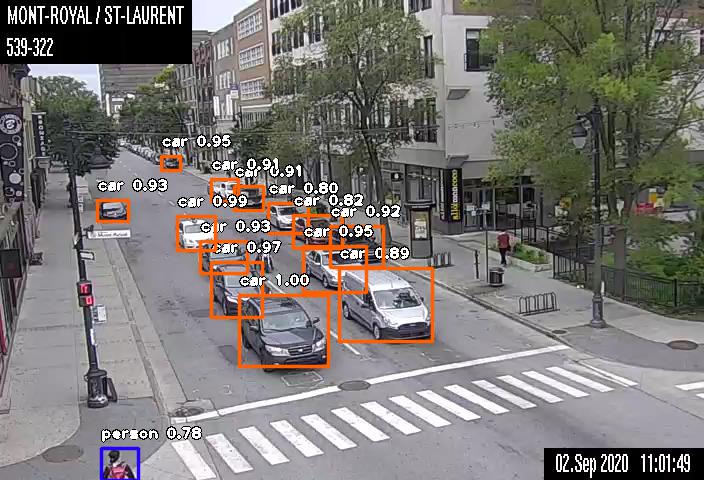 MONT-ROYAL / ST-LAURENT
539-322
car 0.95
car 0.91
car 0.91
car 0.93
car 0.80
car 0.99
car 0.82
car 0.92
car 0.93
car 0.95
car 0.97
car 0.89
car 1.00
person 0.78
02.Sep 2020 11:01:49